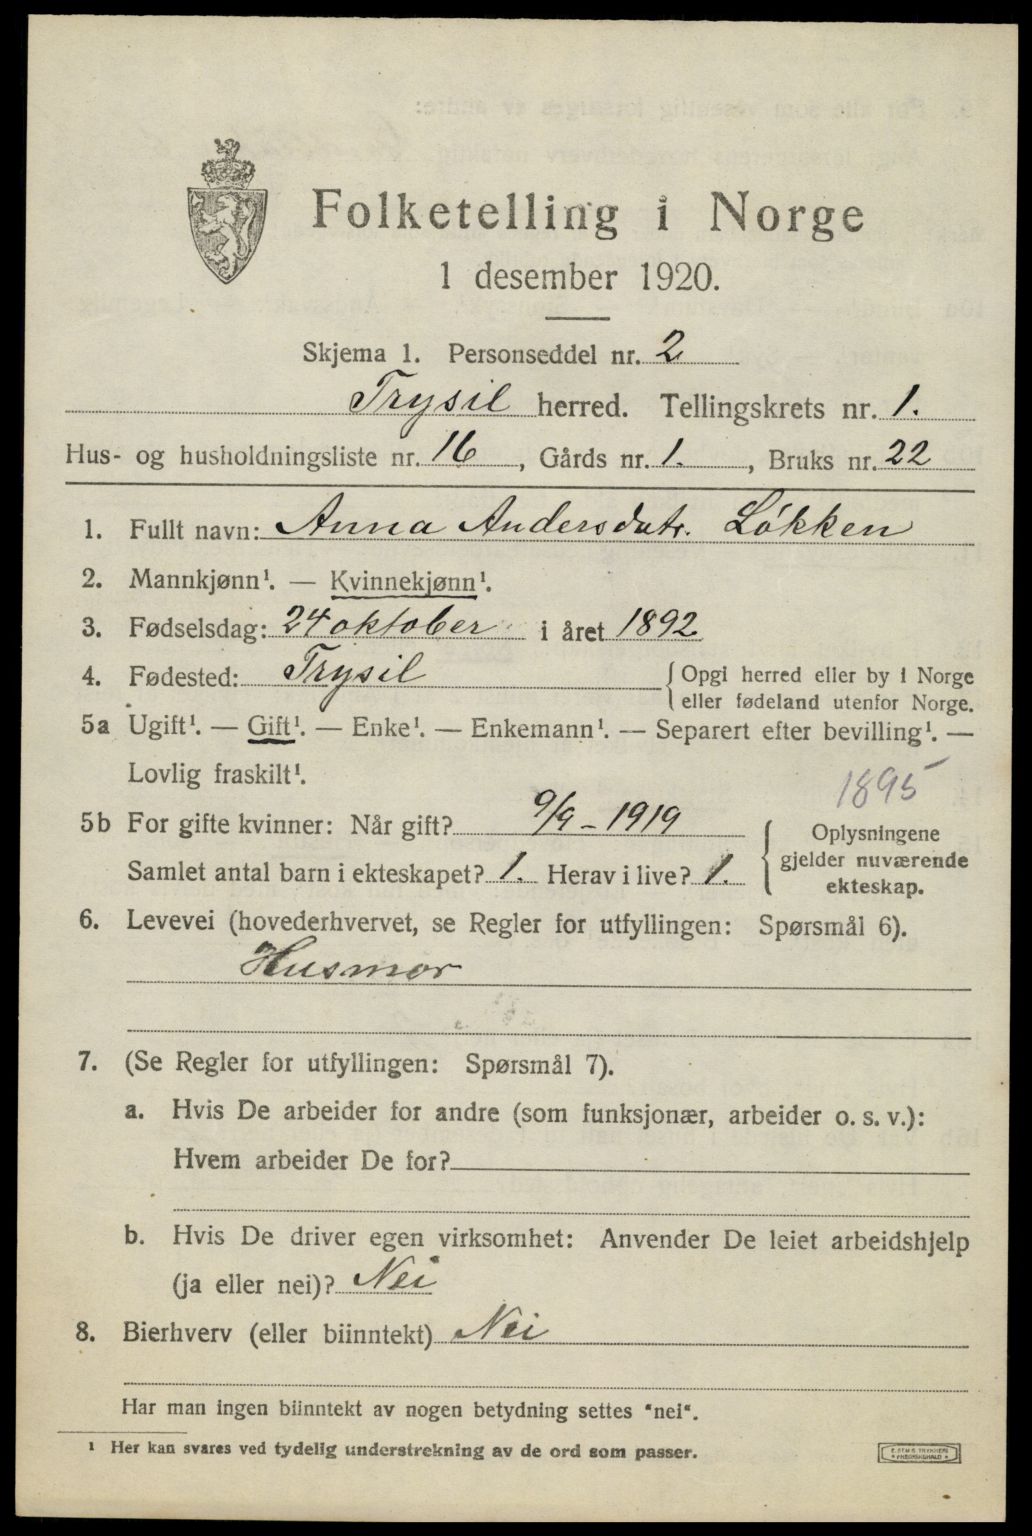 Folketelling i Norge
1 desember 1920.
Skjema 1. Personseddel nr. 2
Trysil herred. Tellingskrets nr. 1.
Hus- og husholdningsliste nr. 16, Gårds nr. 1., Bruks nr. 22
1. Fullt navn: Anna Andersdatr. Løkken
2. Mannkjønn¹. — Kvinnekjønn¹.
3. Fødselsdag: 24 oktober i året 1892
4. Fødested: Trysil { Opgi herred eller by i Norge
eller fødeland utenfor Norge.
5a Ugift¹. — Gift¹. — Enke¹. — Enkemann¹. — Separert efter bevilling¹. —
Lovlig fraskilt¹.
1895
5b For gifte kvinner: Når gift? 9/9 - 1919
Samlet antal barn i ekteskapet? 1. Herav i live? 1.
{ Oplysningene
gjelder nuværende
ekteskap.
6. Levevei (hovederhvervet, se Regler for utfyllingen: Spørsmål 6).
Husmor
7. (Se Regler for utfyllingen: Spørsmål 7).
a. Hvis De arbeider for andre (som funksjonær, arbeider o. s. v.):
Hvem arbeider De for?
b. Hvis De driver egen virksomhet: Anvender De leiet arbeidshjelp
(ja eller nei)? Nei
8. Bierhverv (eller biinntekt) Nei
Har man ingen biinntekt av nogen betydning settes "nei".
¹ Her kan svares ved tydelig understrekning av de ord som passer.